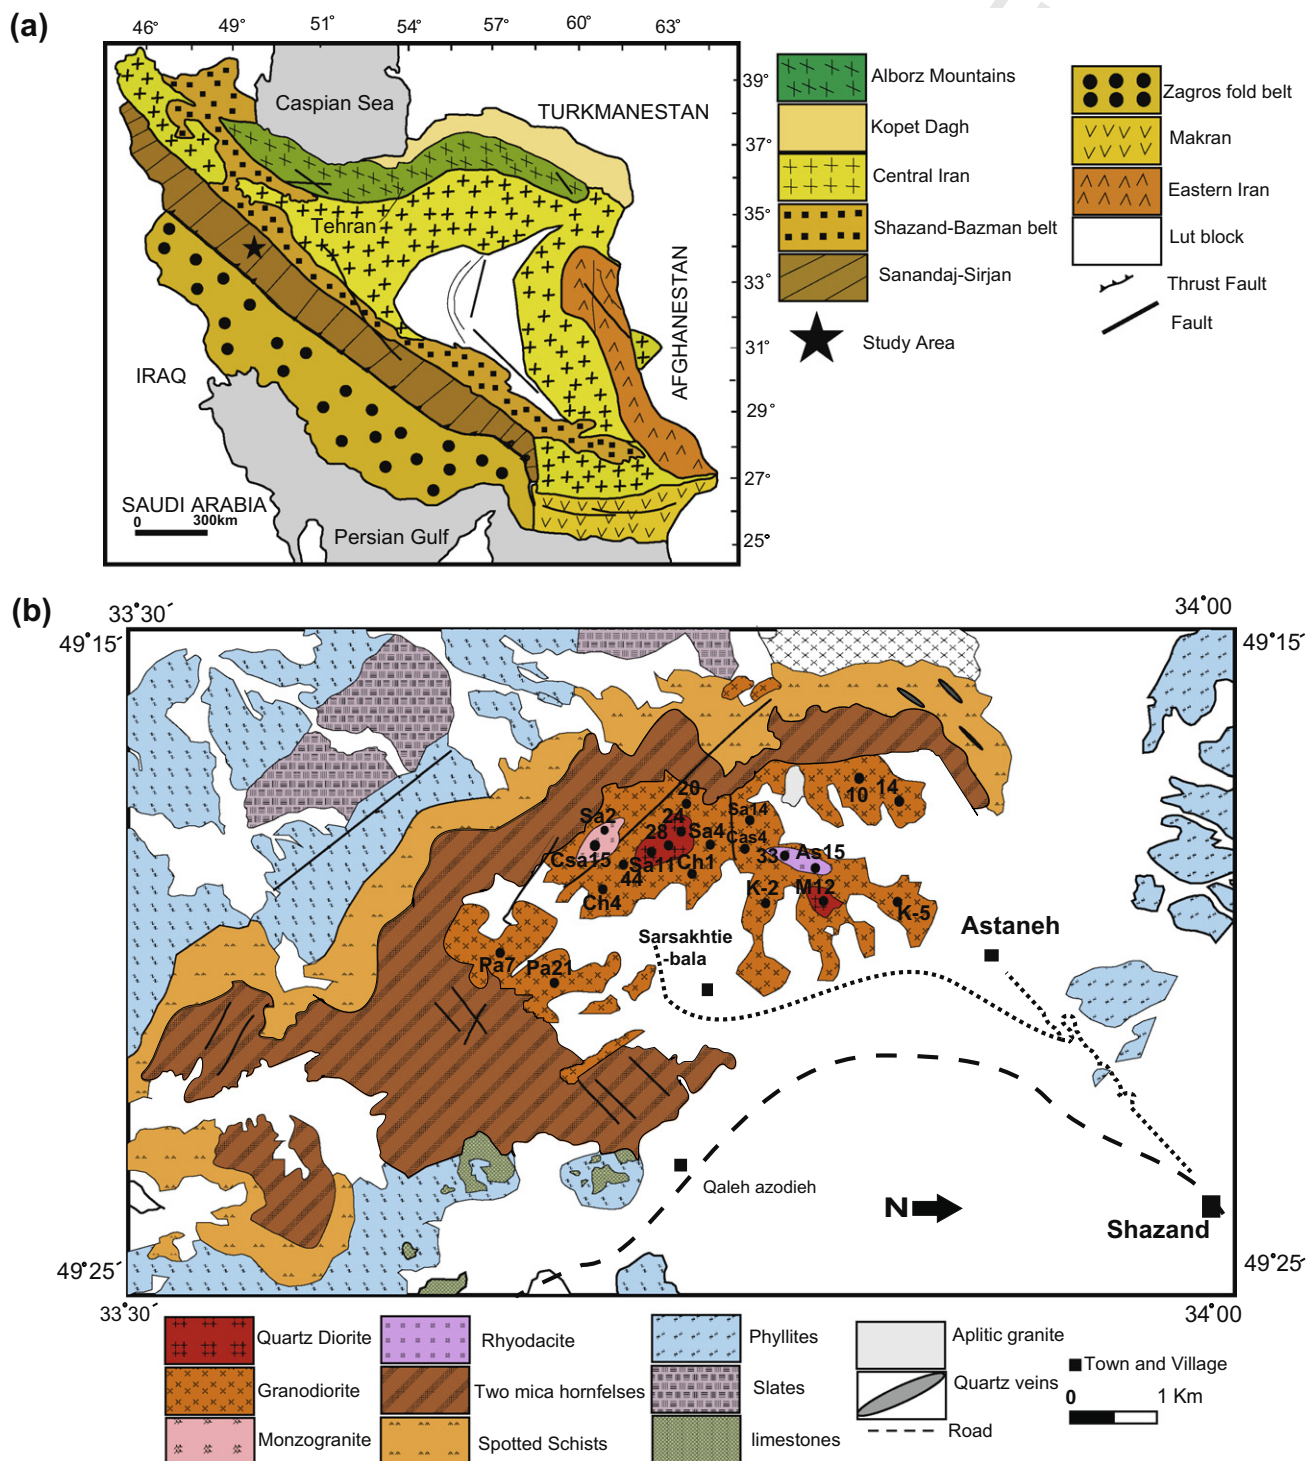 (a)
46° 49° 51° 54° 57° 60° 63°
Caspian Sea
TURKMANESTAN
Tehran
AFGHANESTAN
IRAQ
SAUDI ARABIA
0 300km
Persian Gulf
39°
37°
35°
33°
31°
29°
27°
25°
Alborz Mountains
Kopet Dagh
Central Iran
Shazand-Bazman belt
Sanandaj-Sirjan
Study Area
Zagros fold belt
Makran
Eastern Iran
Lut block
Thrust Fault
Fault
(b)
33°30´
34°00
49°15´
49°15´
20
24
28
Sa2
Sa4
Csa15
Sa11
Ch1
44
Ch4
Sa14
Cas4
10
14
33
As15
K-2
M12
K-5
Pa7
Pa21
Sarsakhtie
-bala
Astaneh
Qaleh azodieh
N
Shazand
49°25´
49°25´
33°30´
34°00
Quartz Diorite
Granodiorite
Monzogranite
Rhyodacite
Two mica hornfelses
Spotted Schists
Phyllites
Slates
limestones
Aplitic granite
Quartz veins
Road
Town and Village
0 1 Km